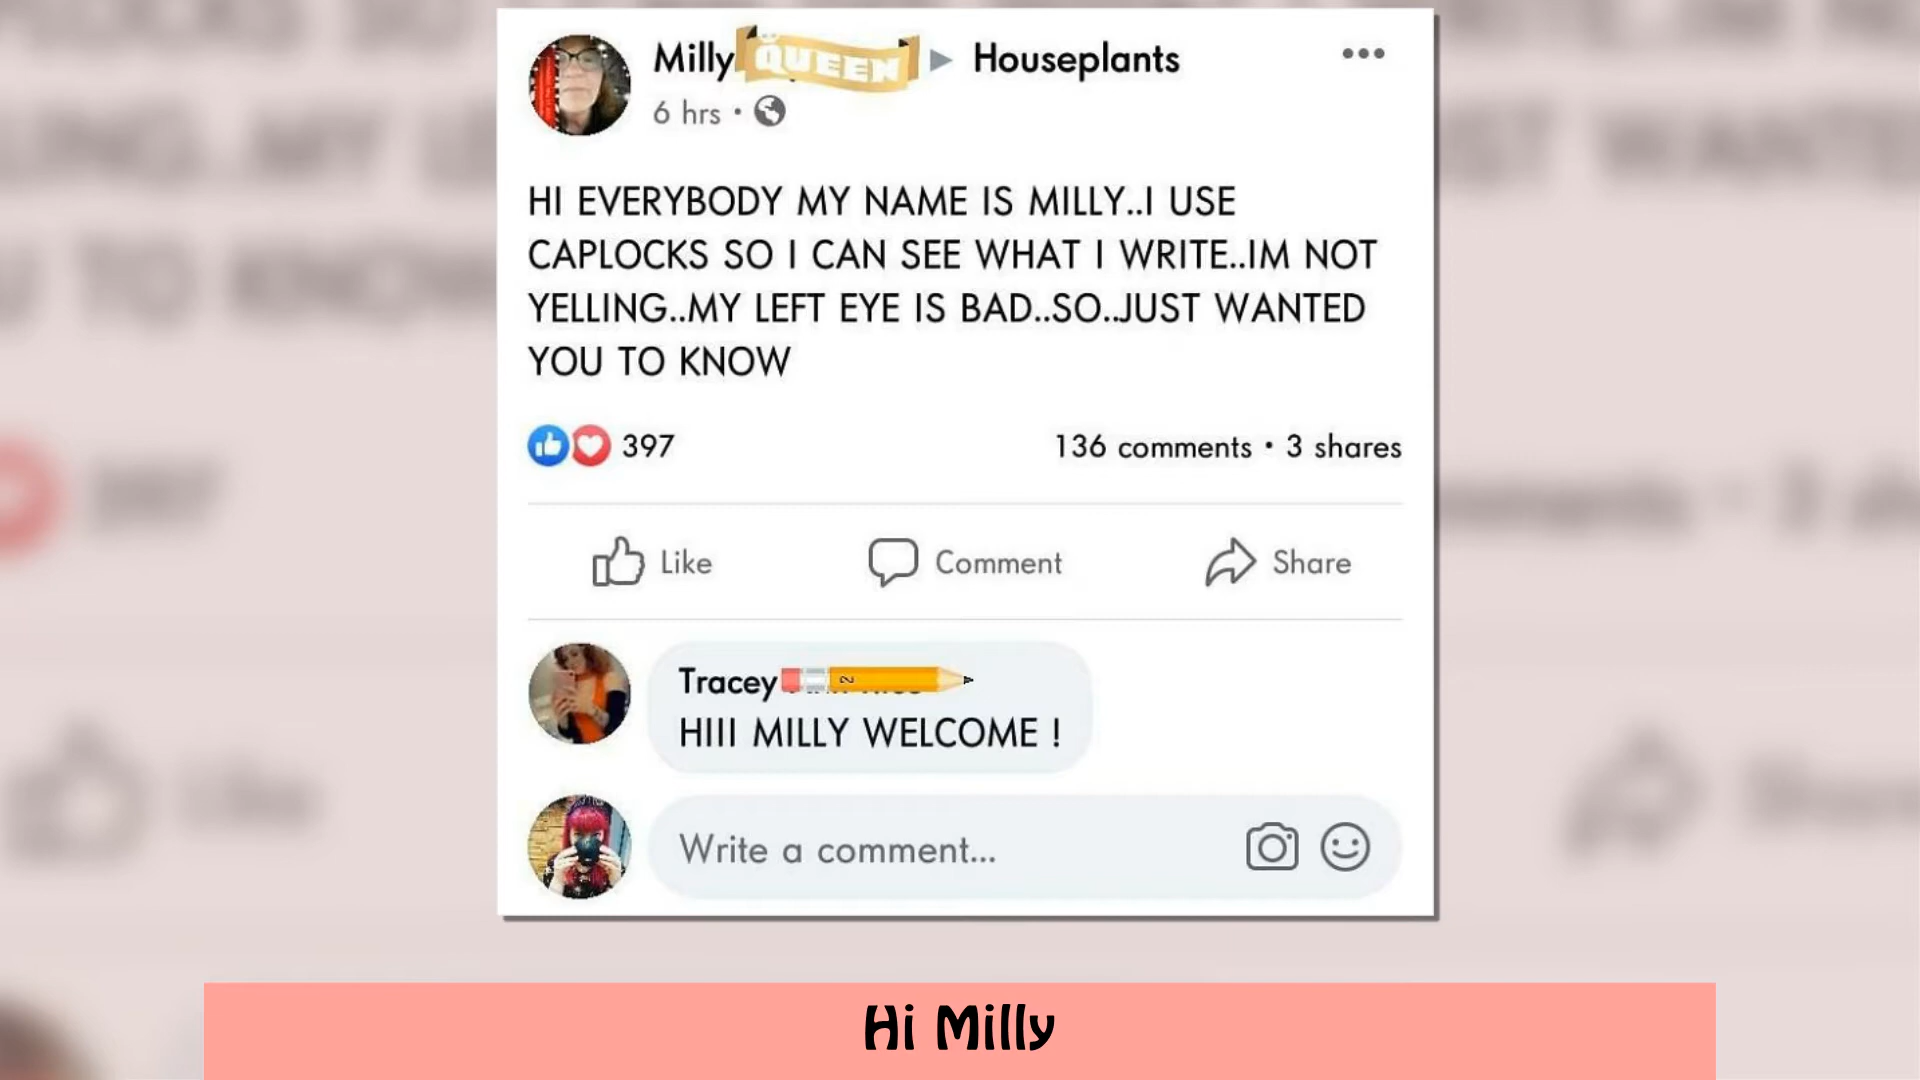 Milly QUEEN ▶ Houseplants
6 hrs •
HI EVERYBODY MY NAME IS MILLY..I USE
CAPLOCKS SO I CAN SEE WHAT I WRITE..IM NOT
YELLING..MY LEFT EYE IS BAD..SO..JUST WANTED
YOU TO KNOW
397
136 comments • 3 shares
Like
Comment
Share
Tracey
HIII MILLY WELCOME !
Write a comment...
Hi Milly